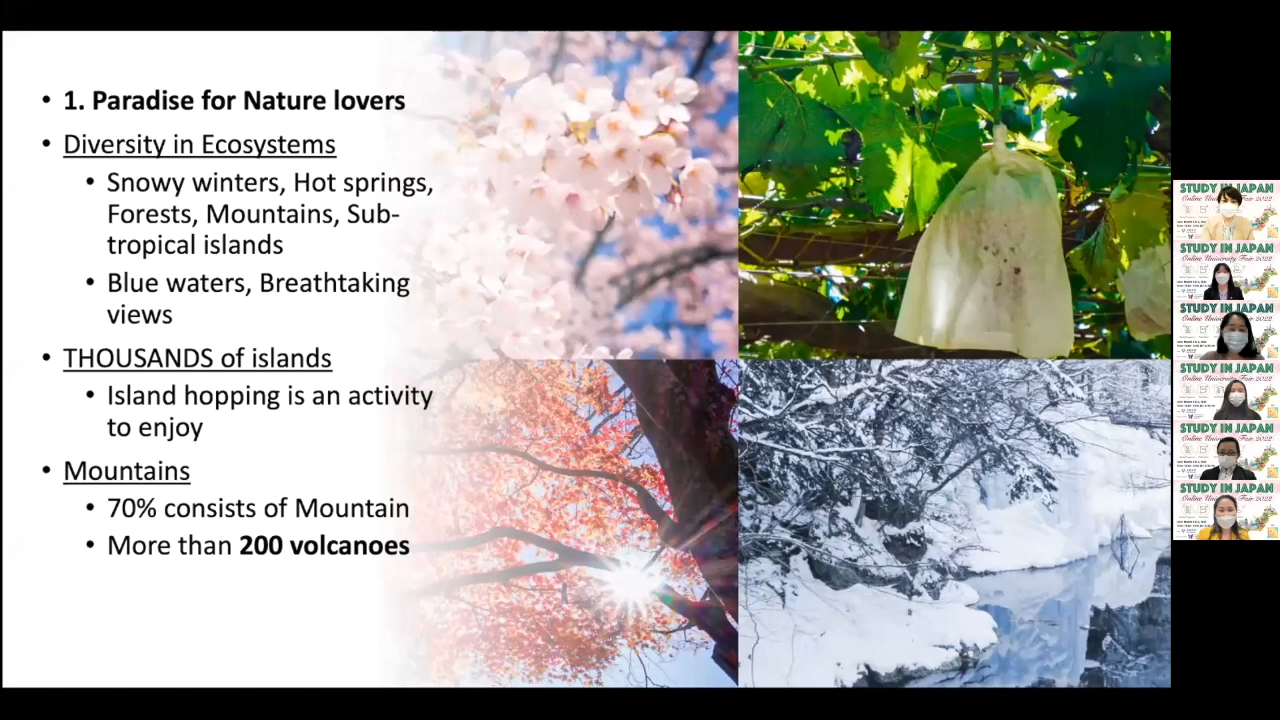 • 1. Paradise for Nature lovers
• Diversity in Ecosystems
• Snowy winters, Hot springs,
Forests, Mountains, Sub-
tropical islands
• Blue waters, Breathtaking
views
• THOUSANDS of islands
• Island hopping is an activity
to enjoy
• Mountains
• 70% consists of Mountain
• More than 200 volcanoes
STUDY IN JAPAN
Online University Fair 2022
STUDY IN JAPAN
Online University Fair 2022
STUDY IN JAPAN
Online University Fair 2022
STUDY IN JAPAN
Online University Fair 2022
STUDY IN JAPAN
Online University Fair 2022
STUDY IN JAPAN
Online University Fair 2022